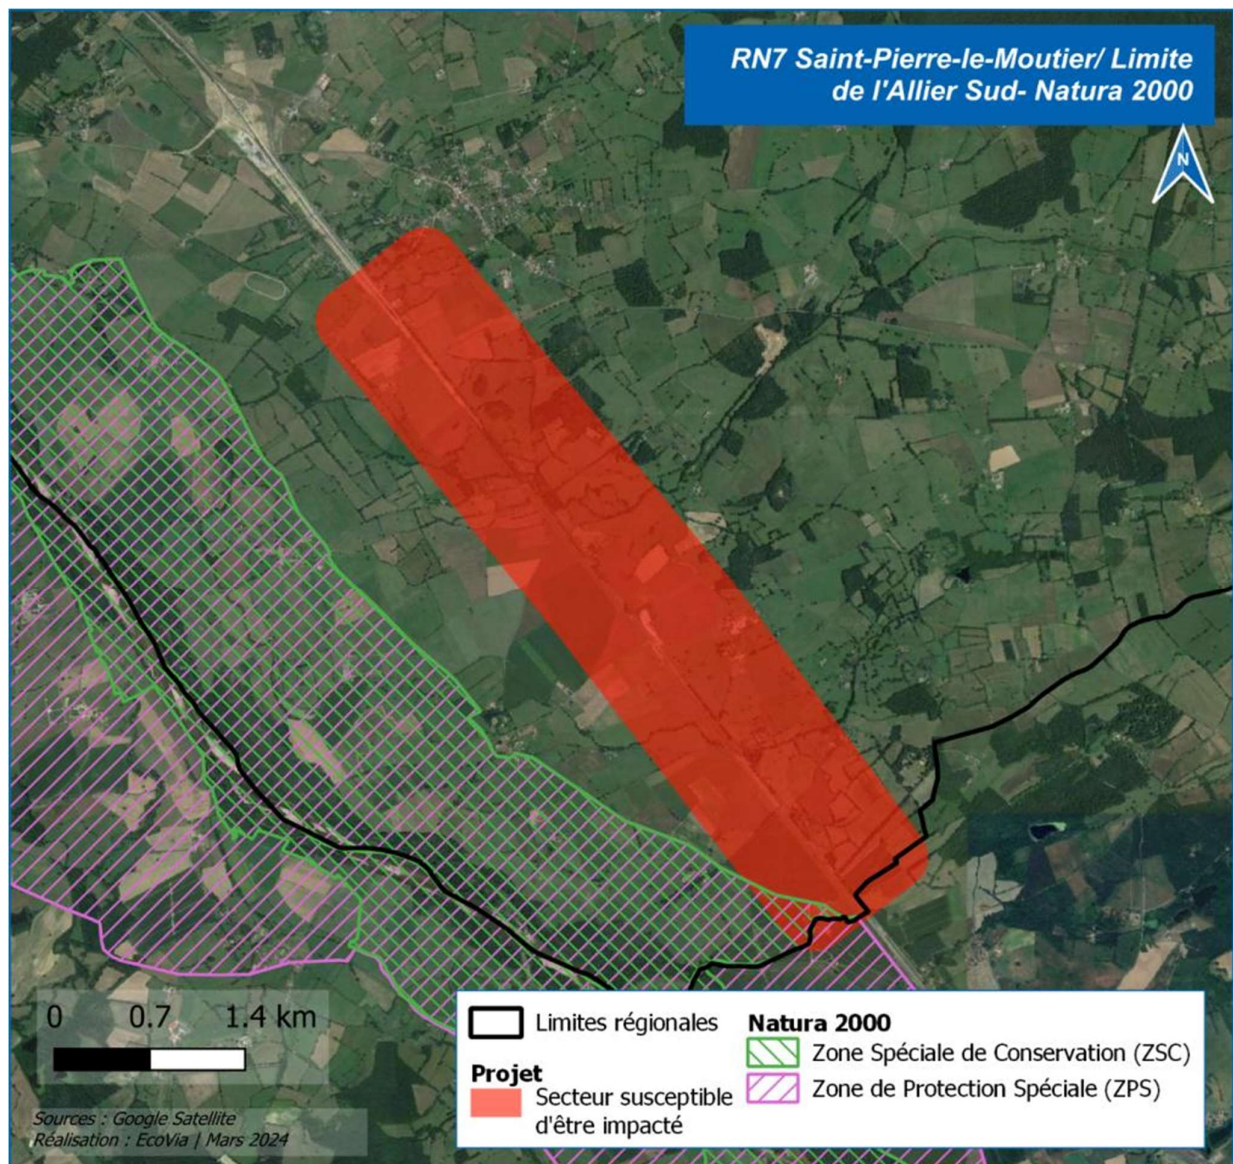 RN7 Saint-Pierre-le-Moutier/ Limite
de l'Allier Sud- Natura 2000
N
0 0.7 1.4 km
Sources : Google Satellite
Réalisation : EcoVia | Mars 2024
Limites régionales
Projet
Secteur susceptible
d'être impacté
Natura 2000
Zone Spéciale de Conservation (ZSC)
Zone de Protection Spéciale (ZPS)